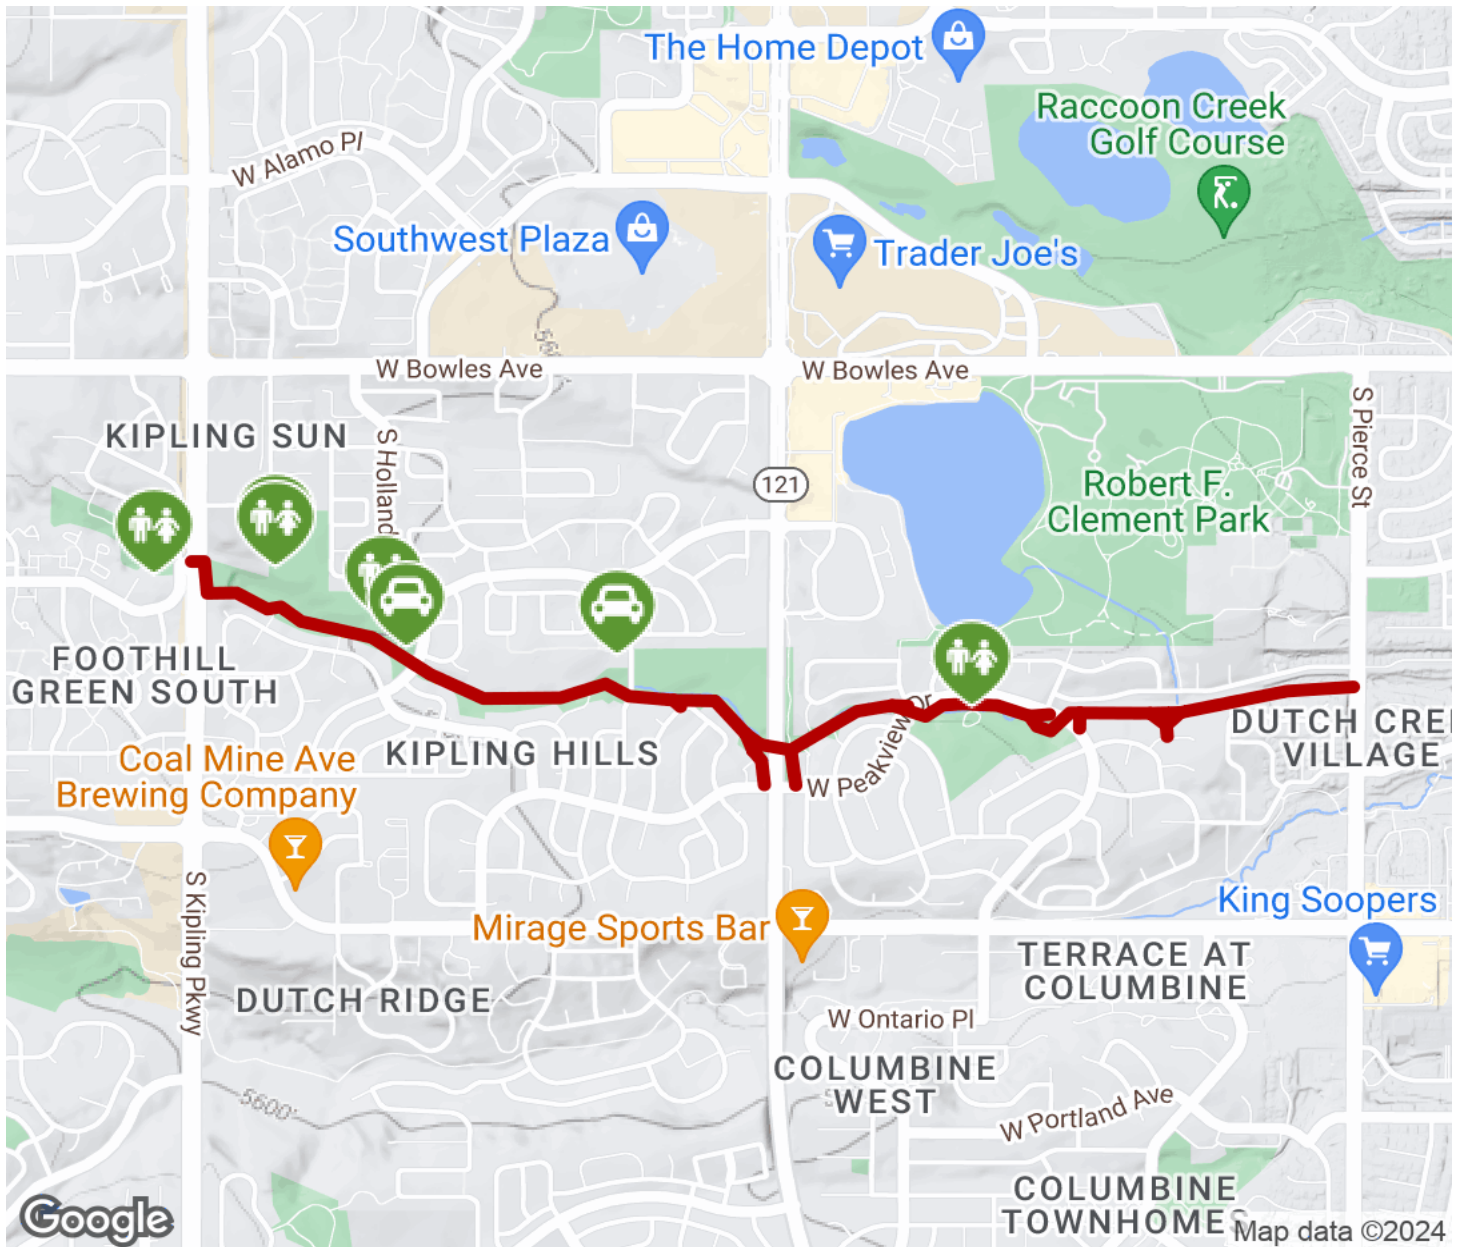 The Home Depot
Raccoon Creek
Golf Course
W Alamo Pl
Southwest Plaza
Trader Joe's
W Bowles Ave
W Bowles Ave
S Pierce St
KIPLING SUN
S Holland
121
Robert F.
Clement Park
FOOTHILL
GREEN SOUTH
KIPLING HILLS
W Peakview Dr
DUTCH CRE
VILLAGE
Coal Mine Ave
Brewing Company
S Kipling Pkwy
Mirage Sports Bar
King Soopers
DUTCH RIDGE
TERRACE AT
COLUMBINE
W Ontario Pl
COLUMBINE
WEST
5600'
W Portland Ave
COLUMBINE
TOWNHOMES
Google
Map data ©2024